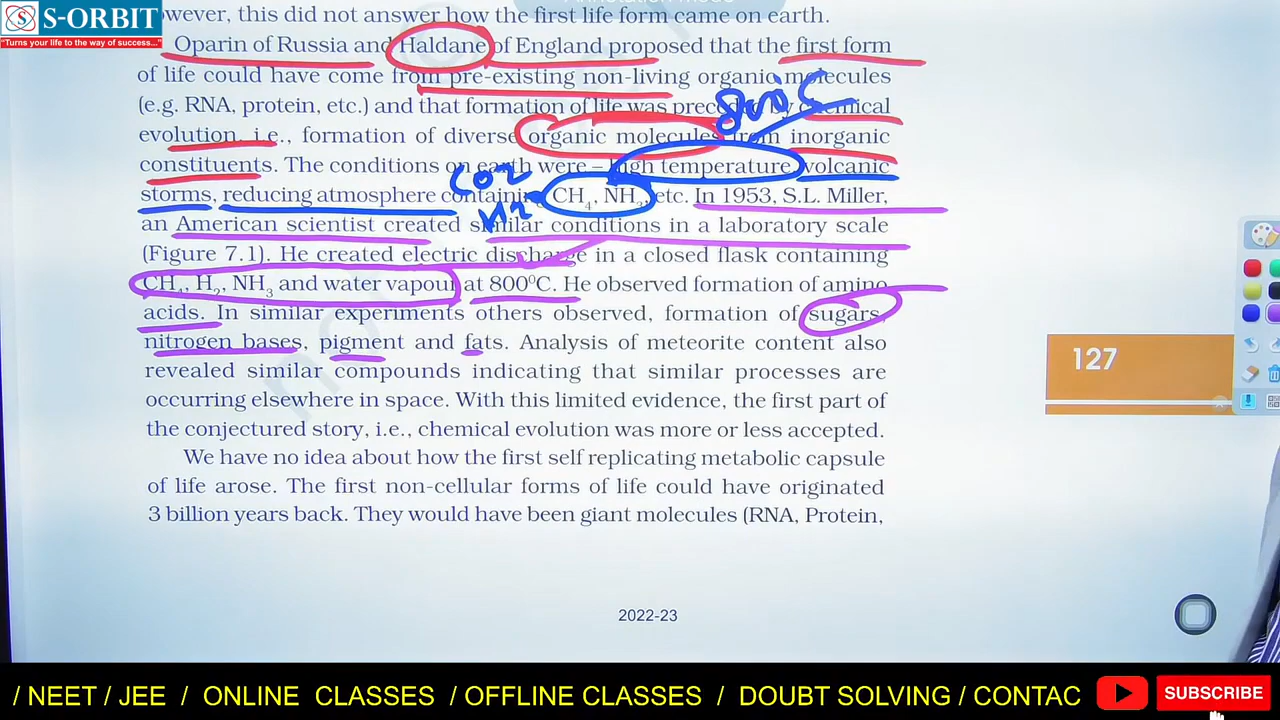 S-ORBIT
"Turns your life to the way of success..."
However, this did not answer how the first life form came on earth.
Oparin of Russia and Haldane of England proposed that the first form
of life could have come from pre-existing non-living organic molecules
(e.g. RNA, protein, etc.) and that formation of life was preceded by chemical
800°C
evolution, i.e., formation of diverse organic molecules from inorganic
constituents. The conditions on earth were – high temperature, volcanic
CO2
storms, reducing atmosphere containing CH4, NH3, etc. In 1953, S.L. Miller,
H2
an American scientist created similar conditions in a laboratory scale
(Figure 7.1). He created electric discharge in a closed flask containing
CH4, H2, NH3 and water vapour at 800⁰C. He observed formation of amino
acids. In similar experiments others observed, formation of sugars,
nitrogen bases, pigment and fats. Analysis of meteorite content also
revealed similar compounds indicating that similar processes are
occurring elsewhere in space. With this limited evidence, the first part of
the conjectured story, i.e., chemical evolution was more or less accepted.
127
We have no idea about how the first self replicating metabolic capsule
of life arose. The first non-cellular forms of life could have originated
3 billion years back. They would have been giant molecules (RNA, Protein,
2022-23
/ NEET / JEE / ONLINE CLASSES / OFFLINE CLASSES / DOUBT SOLVING / CONTAC
SUBSCRIBE